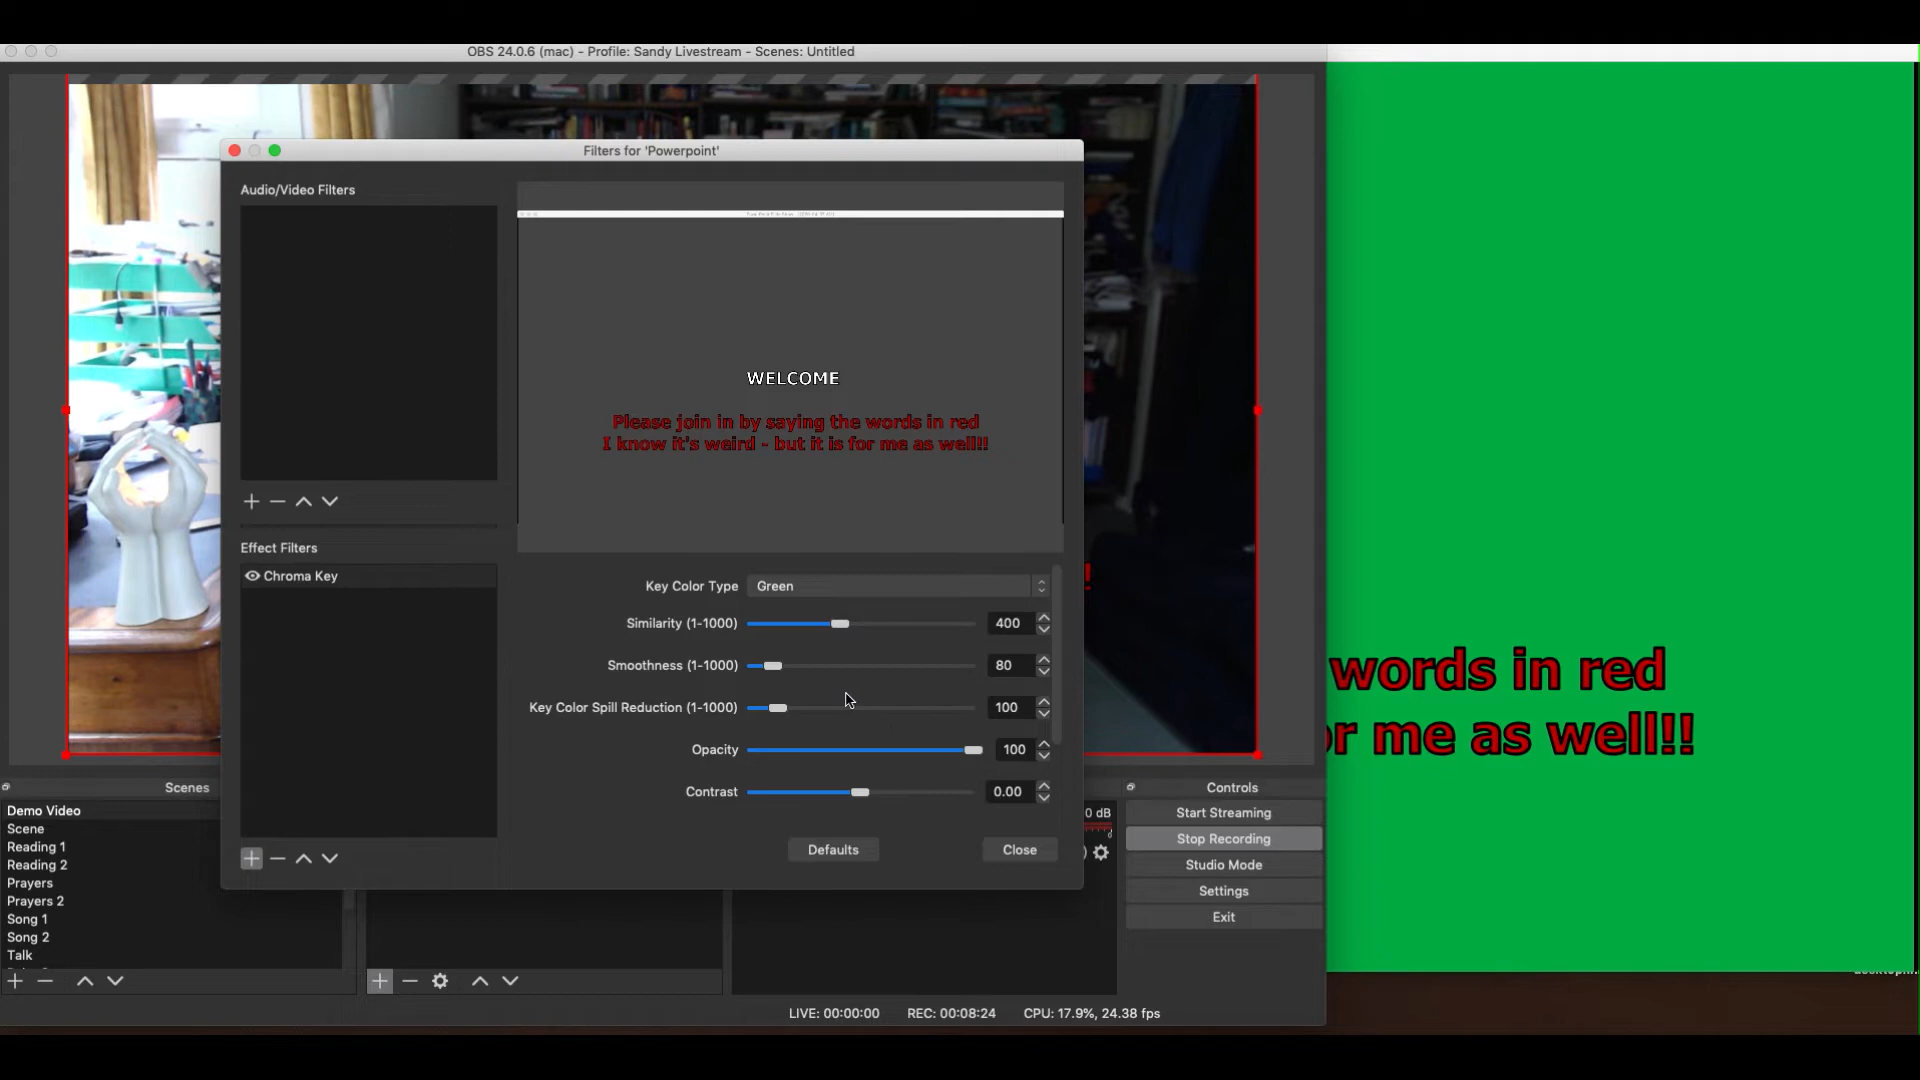 OBS 24.0.6 (mac) - Profile: Sandy Livestream - Scenes: Untitled
Filters for 'Powerpoint'
Audio/Video Filters
WELCOME
Please join in by saying the words in red
I know it's weird - but it is for me as well!!
Effect Filters
Chroma Key
Key Color Type
Green
Similarity (1-1000)
400
Smoothness (1-1000)
80
Key Color Spill Reduction (1-1000)
100
Opacity
100
Contrast
0.00
Defaults
Close
!
words in red
or me as well!!
Scenes
Demo Video
Scene
Reading 1
Reading 2
Prayers
Prayers 2
Song 1
Song 2
Talk
0 dB
Controls
Start Streaming
Stop Recording
Studio Mode
Settings
Exit
LIVE: 00:00:00
REC: 00:08:24
CPU: 17.9%, 24.38 fps